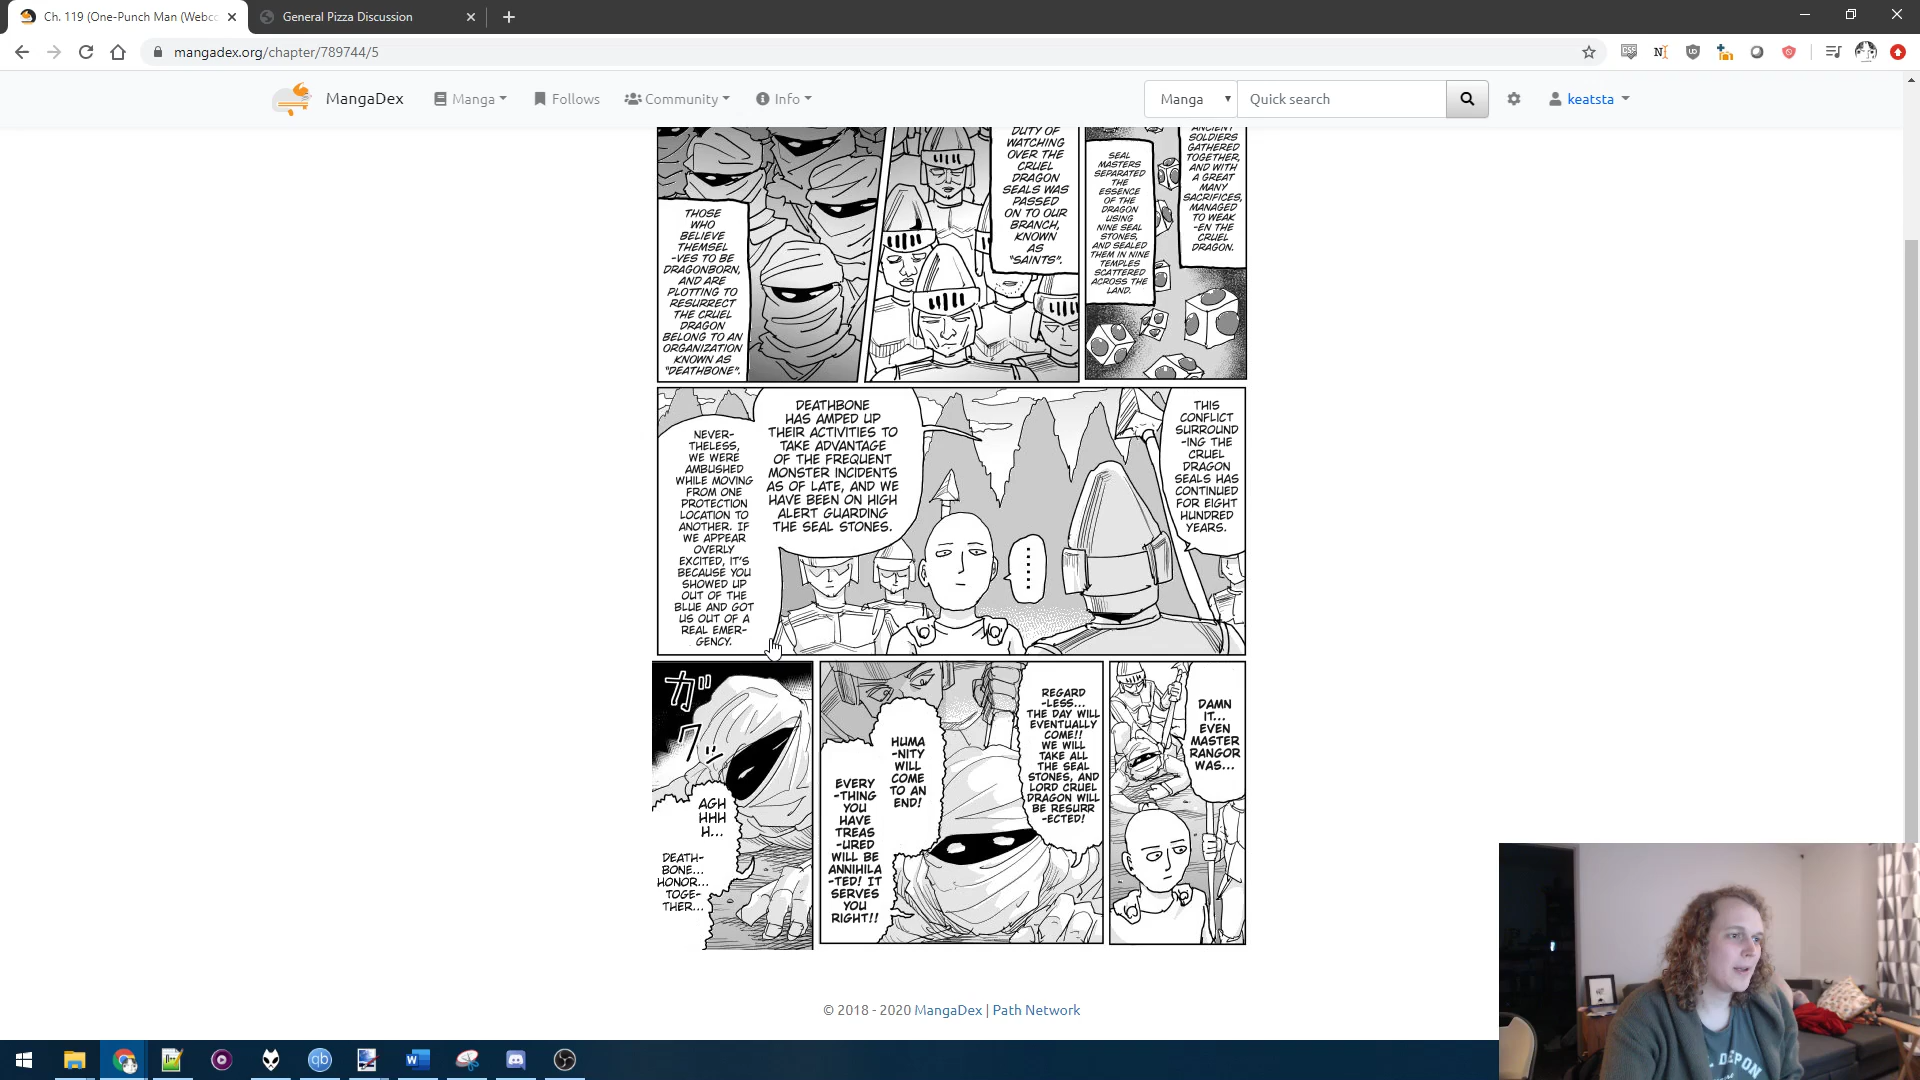 Ch. 119 (One-Punch Man (Webco
General Pizza Discussion
mangadex.org/chapter/789744/5
MangaDex
Manga
Follows
Community
Info
Manga
Quick search
keatsta
ANCIENT
SOLDIERS
GATHERED
TOGETHER,
AND WITH
A GREAT
MANY
SACRIFICES,
MANAGED
TO WEAK
-EN THE
CRUEL
DRAGON.
SEAL
MASTERS
SEPARATED
THE
ESSENCE
OF THE
DRAGON
USING
NINE SEAL
STONES,
AND SEALED
THEM IN NINE
TEMPLES
SCATTERED
ACROSS THE
LAND.
DUTY OF
WATCHING
OVER THE
CRUEL
DRAGON
SEALS WAS
PASSED
ON TO OUR
BRANCH,
KNOWN
AS
"SAINTS".
THOSE
WHO
BELIEVE
THEMSEL
-VES TO BE
DRAGONBORN,
AND ARE
PLOTTING TO
RESURRECT
THE CRUEL
DRAGON
BELONG TO AN
ORGANIZATION
KNOWN AS
"DEATHBONE".
THIS
CONFLICT
SURROUND
-ING THE
CRUEL
DRAGON
SEALS HAS
CONTINUED
FOR EIGHT
HUNDRED
YEARS.
DEATHBONE
HAS AMPED UP
THEIR ACTIVITIES TO
TAKE ADVANTAGE
OF THE FREQUENT
MONSTER INCIDENTS
AS OF LATE, AND WE
HAVE BEEN ON HIGH
ALERT GUARDING
THE SEAL STONES.
NEVER-
THELESS,
WE WERE
AMBUSHED
WHILE MOVING
FROM ONE
PROTECTION
LOCATION TO
ANOTHER. IF
WE APPEAR
OVERLY
EXCITED, IT'S
BECAUSE YOU
SHOWED UP
OUT OF THE
BLUE AND GOT
US OUT OF A
REAL EMER-
GENCY.
DAMN
IT...
EVEN
MASTER
RANGOR
WAS...
REGARD
-LESS...
THE DAY WILL
EVENTUALLY
COME!!
WE WILL
TAKE ALL
THE SEAL
STONES, AND
LORD CRUEL
DRAGON WILL
BE RESURR
-ECTED!
HUMA
-NITY
WILL
COME
TO AN
END!
EVERY
-THING
YOU
HAVE
TREAS
-URED
WILL BE
ANNIHILA
-TED! IT
SERVES
YOU
RIGHT!!
ガクッ
AGH
HHH
H...
DEATH-
BONE...
HONOR...
TOGE-
THER...
© 2018 - 2020 MangaDex | Path Network